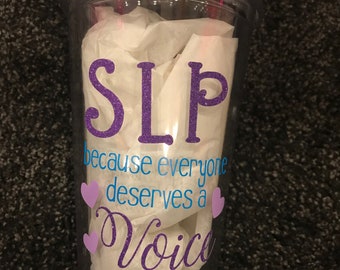 SLP
because everyone
deserves a
Voice